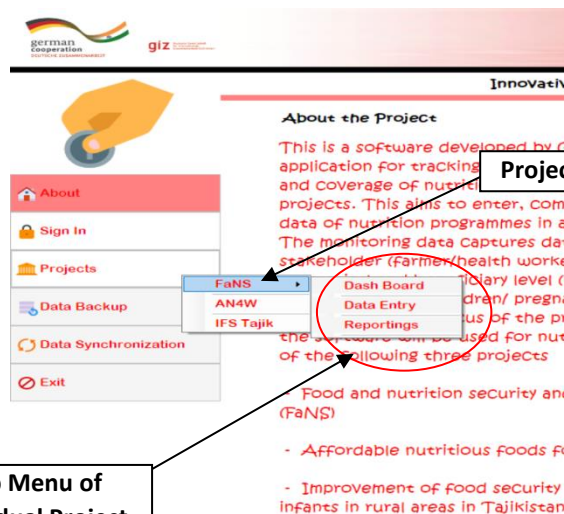 german
cooperation
DEUTSCHE ZUSAMMENARBEIT
giz
Innovativ
About the Project
This is a software developed by G
application for tracking
and coverage of nutriti
projects. This aims to enter, com
data of nutrition programmes in a
The monitoring data captures da
stakeholder (farmer/health worke
ficiary level (
dren/ pregna
us of the pr
the software will be used for nut
of the following three projects
- Food and nutrition security and
(FaNS)
- Affordable nutritious foods fo
- Improvement of food security
infants in rural areas in Tajikistan
About
Sign In
Projects
Data Backup
Data Synchronization
Exit
FaNS
AN4W
IFS Tajik
Dash Board
Data Entry
Reportings
Projec
Menu of
dual Project